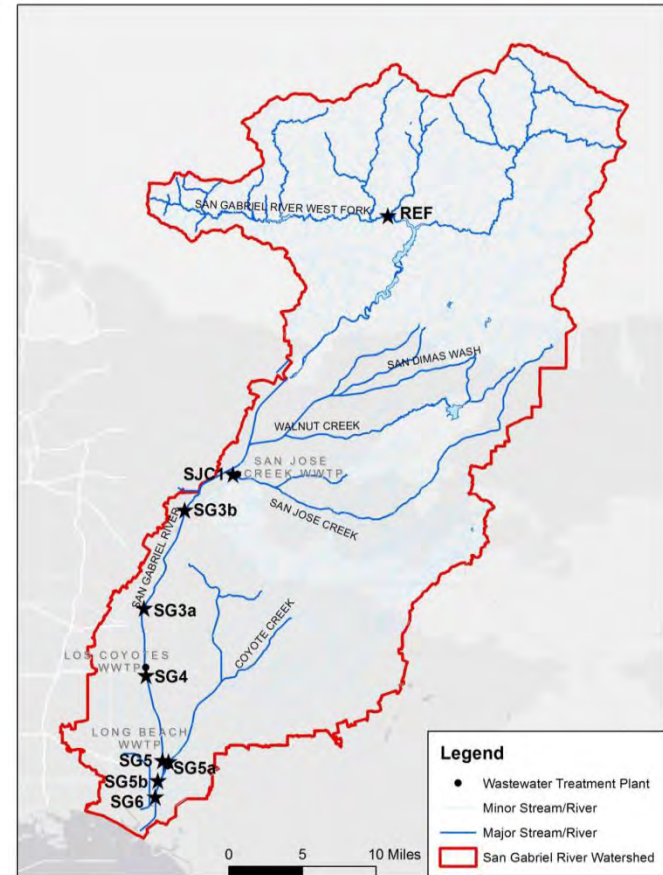 SAN GABRIEL RIVER WEST FORK
REF
SAN DIMAS WASH
WALNUT CREEK
SAN JOSE
CREEK WWTP
SJC1
SAN JOSE CREEK
SG3b
SAN GABRIEL RIVER
SG3a
COYOTE CREEK
LOS COYOTES
WWTP
SG4
LONG BEACH
WWTP
SG5
SG5a
SG5b
SG6
0 5 10 Miles
Legend
Wastewater Treatment Plant
Minor Stream/River
Major Stream/River
San Gabriel River Watershed